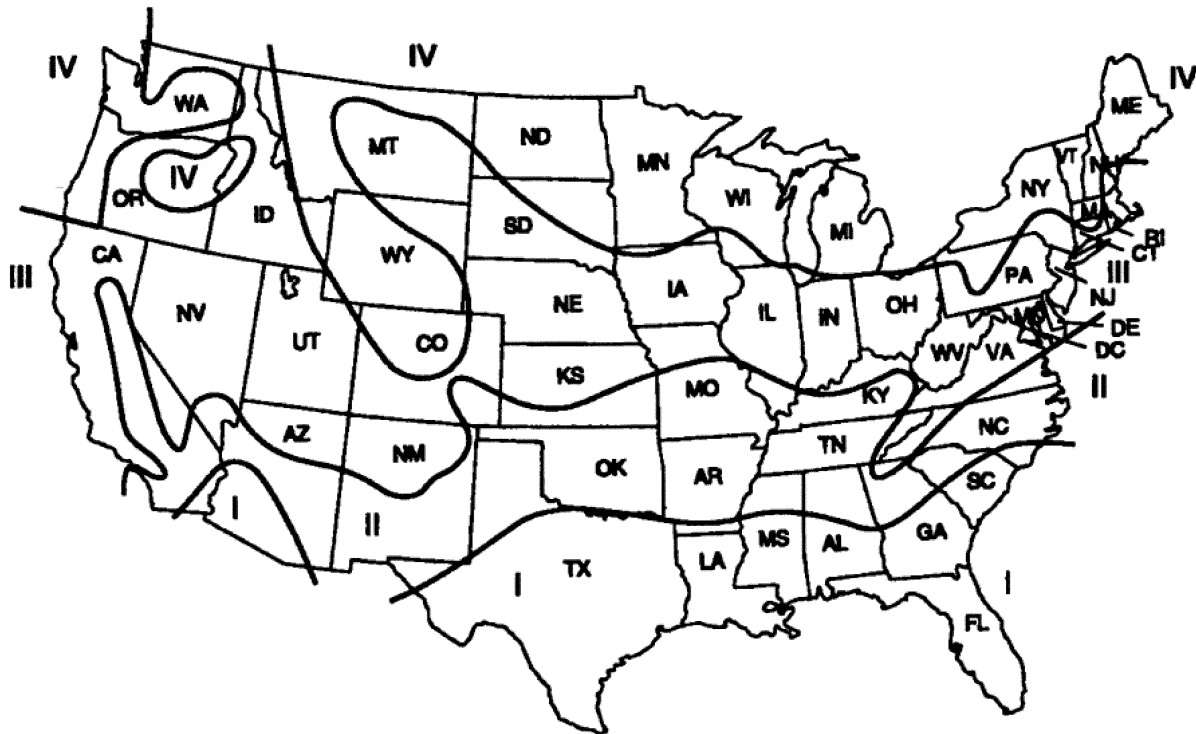 IV
IV
IV
WA
ME
MT
ND
VT
NH
MN
OR
IV
NY
WI
ID
SD
MI
MA
RI
CA
WY
CT
III
PA
III
IA
NJ
NV
NE
OH
IL
IN
MD
DE
UT
CO
WV
VA
DC
KS
MO
KY
II
AZ
NC
NM
TN
OK
AR
SC
I
II
MS
AL
GA
LA
I
TX
I
FL